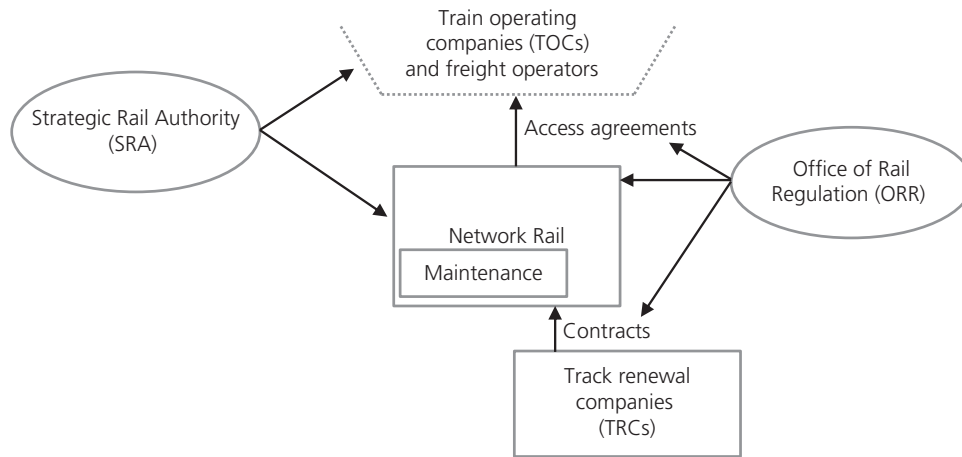 Train operating
companies (TOCs)
and freight operators
Strategic Rail Authority
(SRA)
Access agreements
Office of Rail
Regulation (ORR)
Network Rail
Maintenance
Contracts
Track renewal
companies
(TRCs)